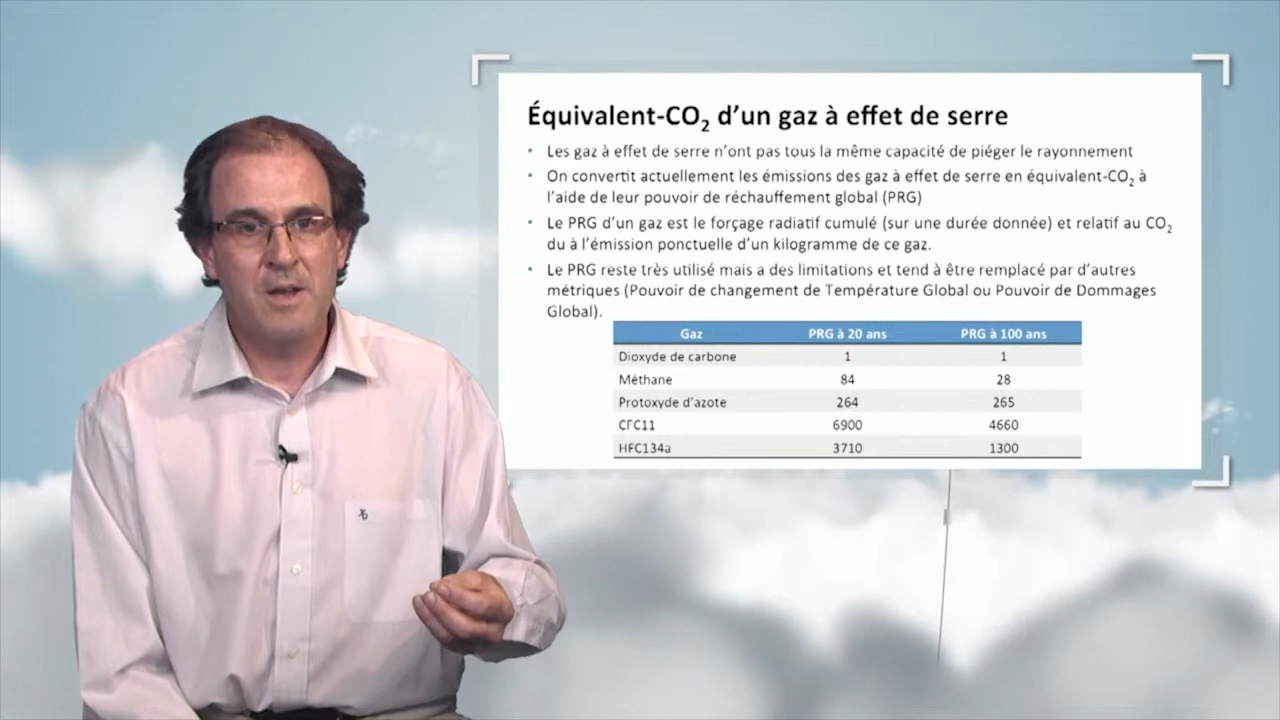 Équivalent-CO₂ d'un gaz à effet de serre
• Les gaz à effet de serre n'ont pas tous la même capacité de piéger le rayonnement
• On convertit actuellement les émissions des gaz à effet de serre en équivalent-CO₂ à
l'aide de leur pouvoir de réchauffement global (PRG)
• Le PRG d'un gaz est le forçage radiatif cumulé (sur une durée donnée) et relatif au CO₂
du à l'émission ponctuelle d'un kilogramme de ce gaz.
• Le PRG reste très utilisé mais a des limitations et tend à être remplacé par d'autres
métriques (Pouvoir de changement de Température Global ou Pouvoir de Dommages
Global).
Gaz PRG à 20 ans PRG à 100 ans
Dioxyde de carbone 1 1
Méthane 84 28
Protoxyde d'azote 264 265
CFC11 6900 4660
HFC134a 3710 1300